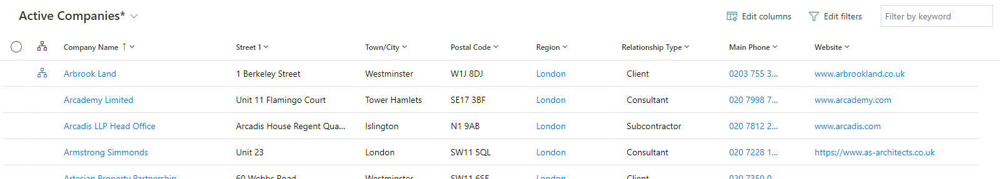 Active Companies* Edit columns Edit filters Filter by keyword
Company Name ↑ Street 1 Town/City Postal Code Region Relationship Type Main Phone Website
Arbrook Land 1 Berkeley Street Westminster W1J 8DJ London Client 0203 755 3... www.arbrookland.co.uk
Arcademy Limited Unit 11 Flamingo Court Tower Hamlets SE17 3BF London Consultant 020 7998 7... www.arcademy.com
Arcadis LLP Head Office Arcadis House Regent Qua... Islington N1 9AB London Subcontractor 020 7812 2... www.arcadis.com
Armstrong Simmonds Unit 23 London SW11 5QL London Consultant 020 7228 1... https://www.as-architects.co.uk
Artesian Property Partnership 60 Webbs Road Westminster SW11 6SE London Client 020 7350 0